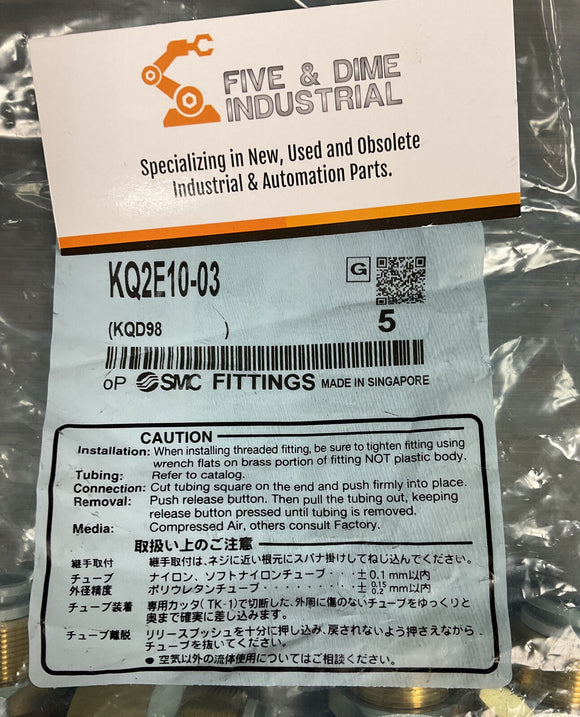 FIVE & DIME
INDUSTRIAL
Specializing in New, Used and Obsolete
Industrial & Automation Parts.
KQ2E10-03
G
(KQD98 )
5
oP SMC FITTINGS MADE IN SINGAPORE
CAUTION
Installation: When installing threaded fitting, be sure to tighten fitting using
wrench flats on brass portion of fitting NOT plastic body.
Tubing: Refer to catalog.
Connection: Cut tubing square on the end and push firmly into place.
Removal: Push release button. Then pull the tubing out, keeping
release button pressed until tubing is removed.
Media: Compressed Air, others consult Factory.
取扱い上のご注意
継手取付 継手取付は、ネジに近い根元にスパナ掛けしてねじ込んでください。
チューブ ナイロン、ソフトナイロンチューブ・・・± 0.1 mm以内
外径精度 ポリウレタンチューブ・・・・・・・・± 0.15 0.2 mm以内
チューブ装着 専用カッタ(TK-1)で切断した、外周に傷のないチューブをゆっくりと
奥まで確実に差し込みます。
チューブ離脱 リリースブッシュを十分に押し込み、戻されないよう押さえながら、
チューブを抜いてください。
● 空気以外の流体使用についてはご相談ください。